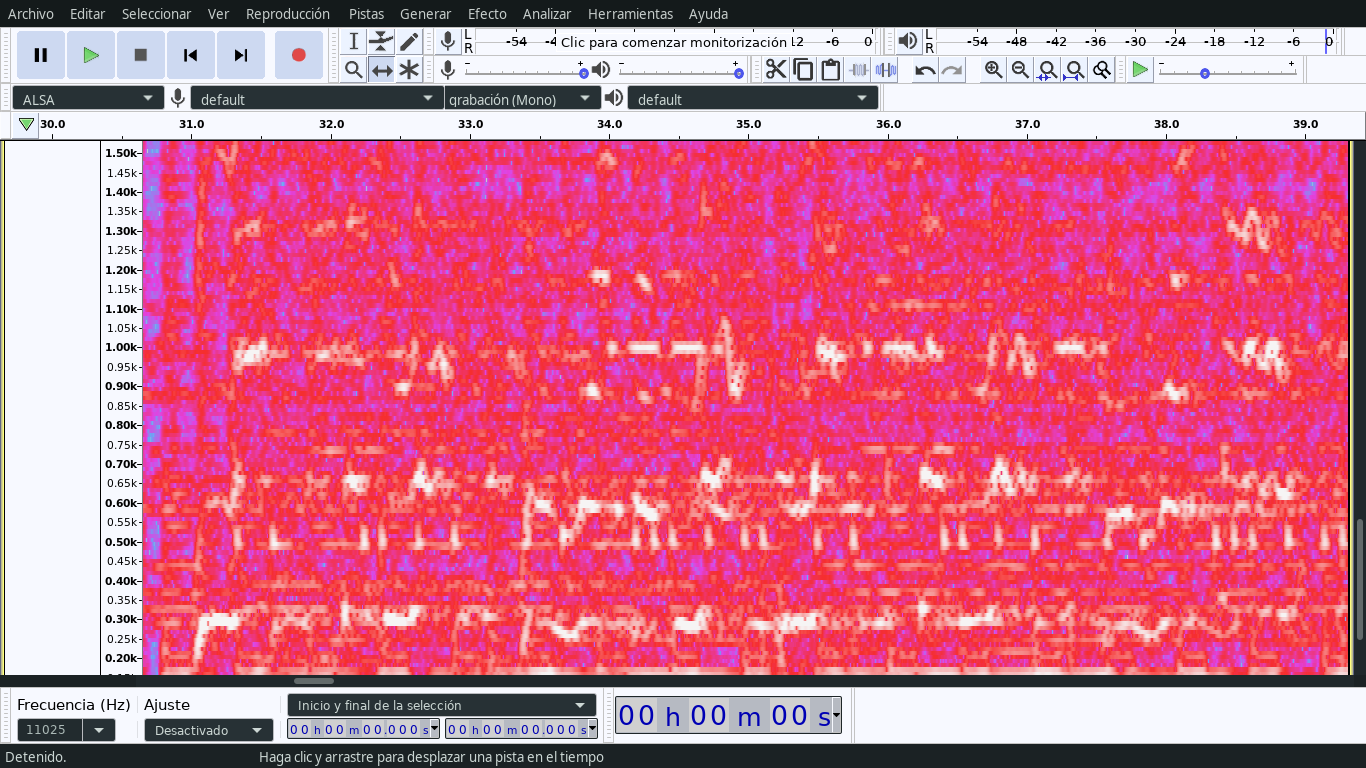 Archivo Editar Seleccionar Ver Reproducción Pistas Generar Efecto Analizar Herramientas Ayuda
L
R
-54 -4 Clic para comenzar monitorización 12 -6 0
L
R
-54 -48 -42 -36 -30 -24 -18 -12 -6 0
- +
- +
- +
ALSA default grabación (Mono) default
30.0 31.0 32.0 33.0 34.0 35.0 36.0 37.0 38.0 39.0
1.50k
1.45k
1.40k
1.35k
1.30k
1.25k
1.20k
1.15k
1.10k
1.05k
1.00k
0.95k
0.90k
0.85k
0.80k
0.75k
0.70k
0.65k
0.60k
0.55k
0.50k
0.45k
0.40k
0.35k
0.30k
0.25k
0.20k
Frecuencia (Hz) Ajuste Inicio y final de la selección
11025 Desactivado 00 h 00 m 00.000 s 00 h 00 m 00.000 s 00 h 00 m 00 s
Detenido. Haga clic y arrastre para desplazar una pista en el tiempo